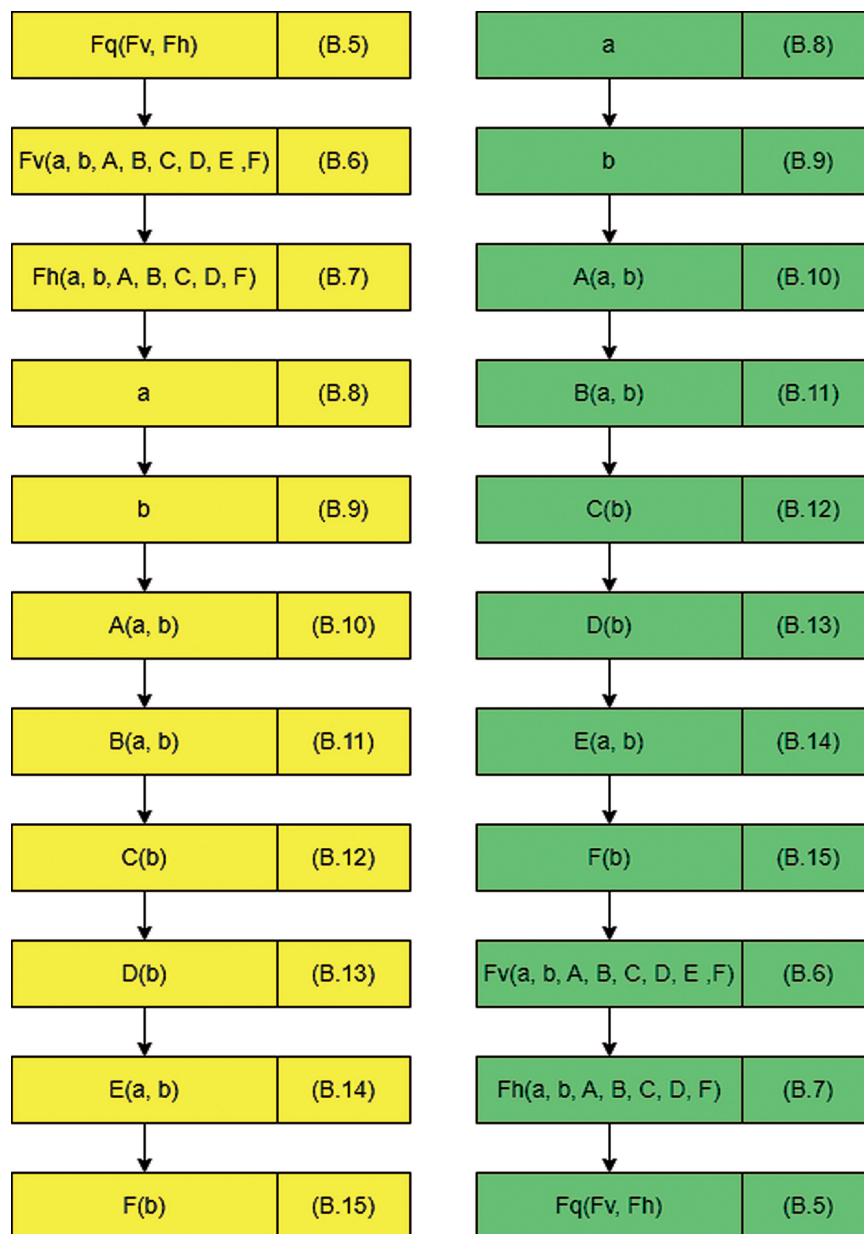 Fq(Fv, Fh) (B.5)
Fv(a, b, A, B, C, D, E ,F) (B.6)
Fh(a, b, A, B, C, D, F) (B.7)
a (B.8)
b (B.9)
A(a, b) (B.10)
B(a, b) (B.11)
C(b) (B.12)
D(b) (B.13)
E(a, b) (B.14)
F(b) (B.15)
a (B.8)
b (B.9)
A(a, b) (B.10)
B(a, b) (B.11)
C(b) (B.12)
D(b) (B.13)
E(a, b) (B.14)
F(b) (B.15)
Fv(a, b, A, B, C, D, E ,F) (B.6)
Fh(a, b, A, B, C, D, F) (B.7)
Fq(Fv, Fh) (B.5)